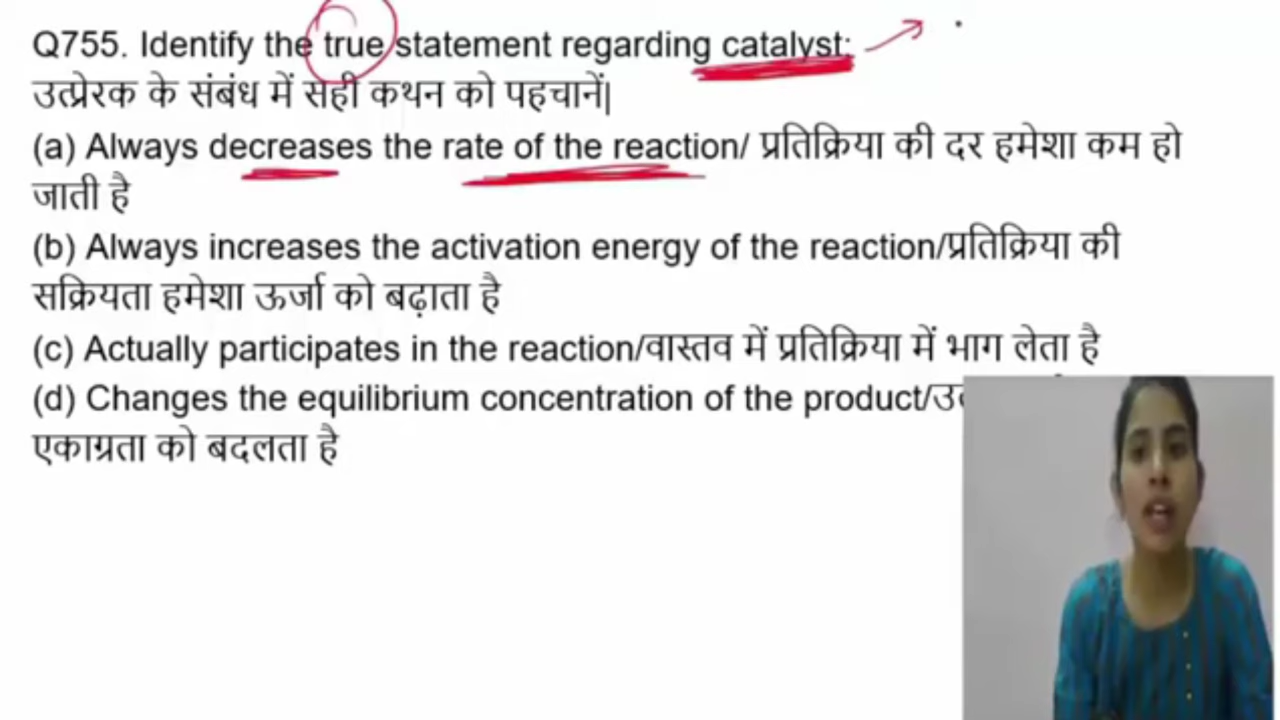 Q755. Identify the true statement regarding catalyst:
उत्प्रेरक के संबंध में सही कथन को पहचानें|
(a) Always decreases the rate of the reaction/ प्रतिक्रिया की दर हमेशा कम हो
जाती है
(b) Always increases the activation energy of the reaction/प्रतिक्रिया की
सक्रियता हमेशा ऊर्जा को बढ़ाता है
(c) Actually participates in the reaction/वास्तव में प्रतिक्रिया में भाग लेता है
(d) Changes the equilibrium concentration of the product/
एकाग्रता को बदलता है